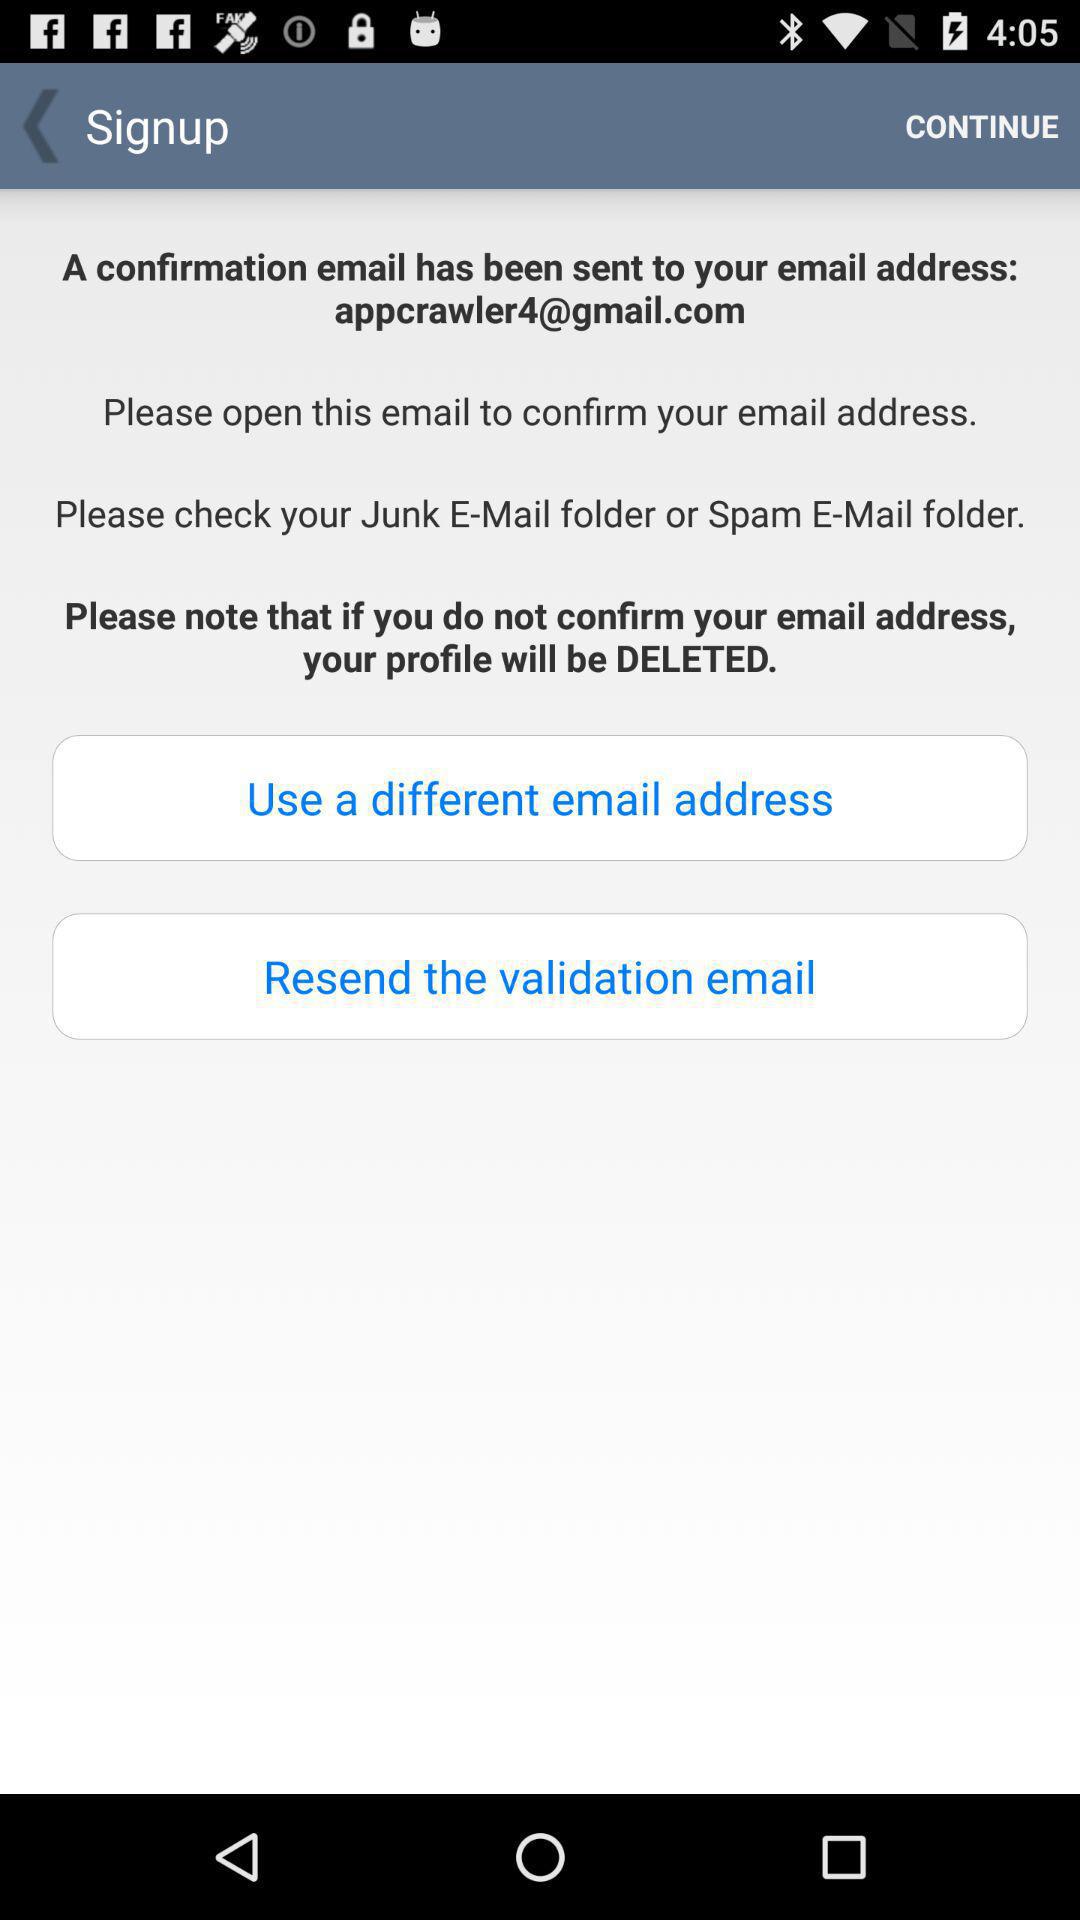 FAKE
4:05
Signup
CONTINUE
A confirmation email has been sent to your email address:
appcrawler4@gmail.com
Please open this email to confirm your email address.
Please check your Junk E-Mail folder or Spam E-Mail folder.
Please note that if you do not confirm your email address,
your profile will be DELETED.
Use a different email address
Resend the validation email